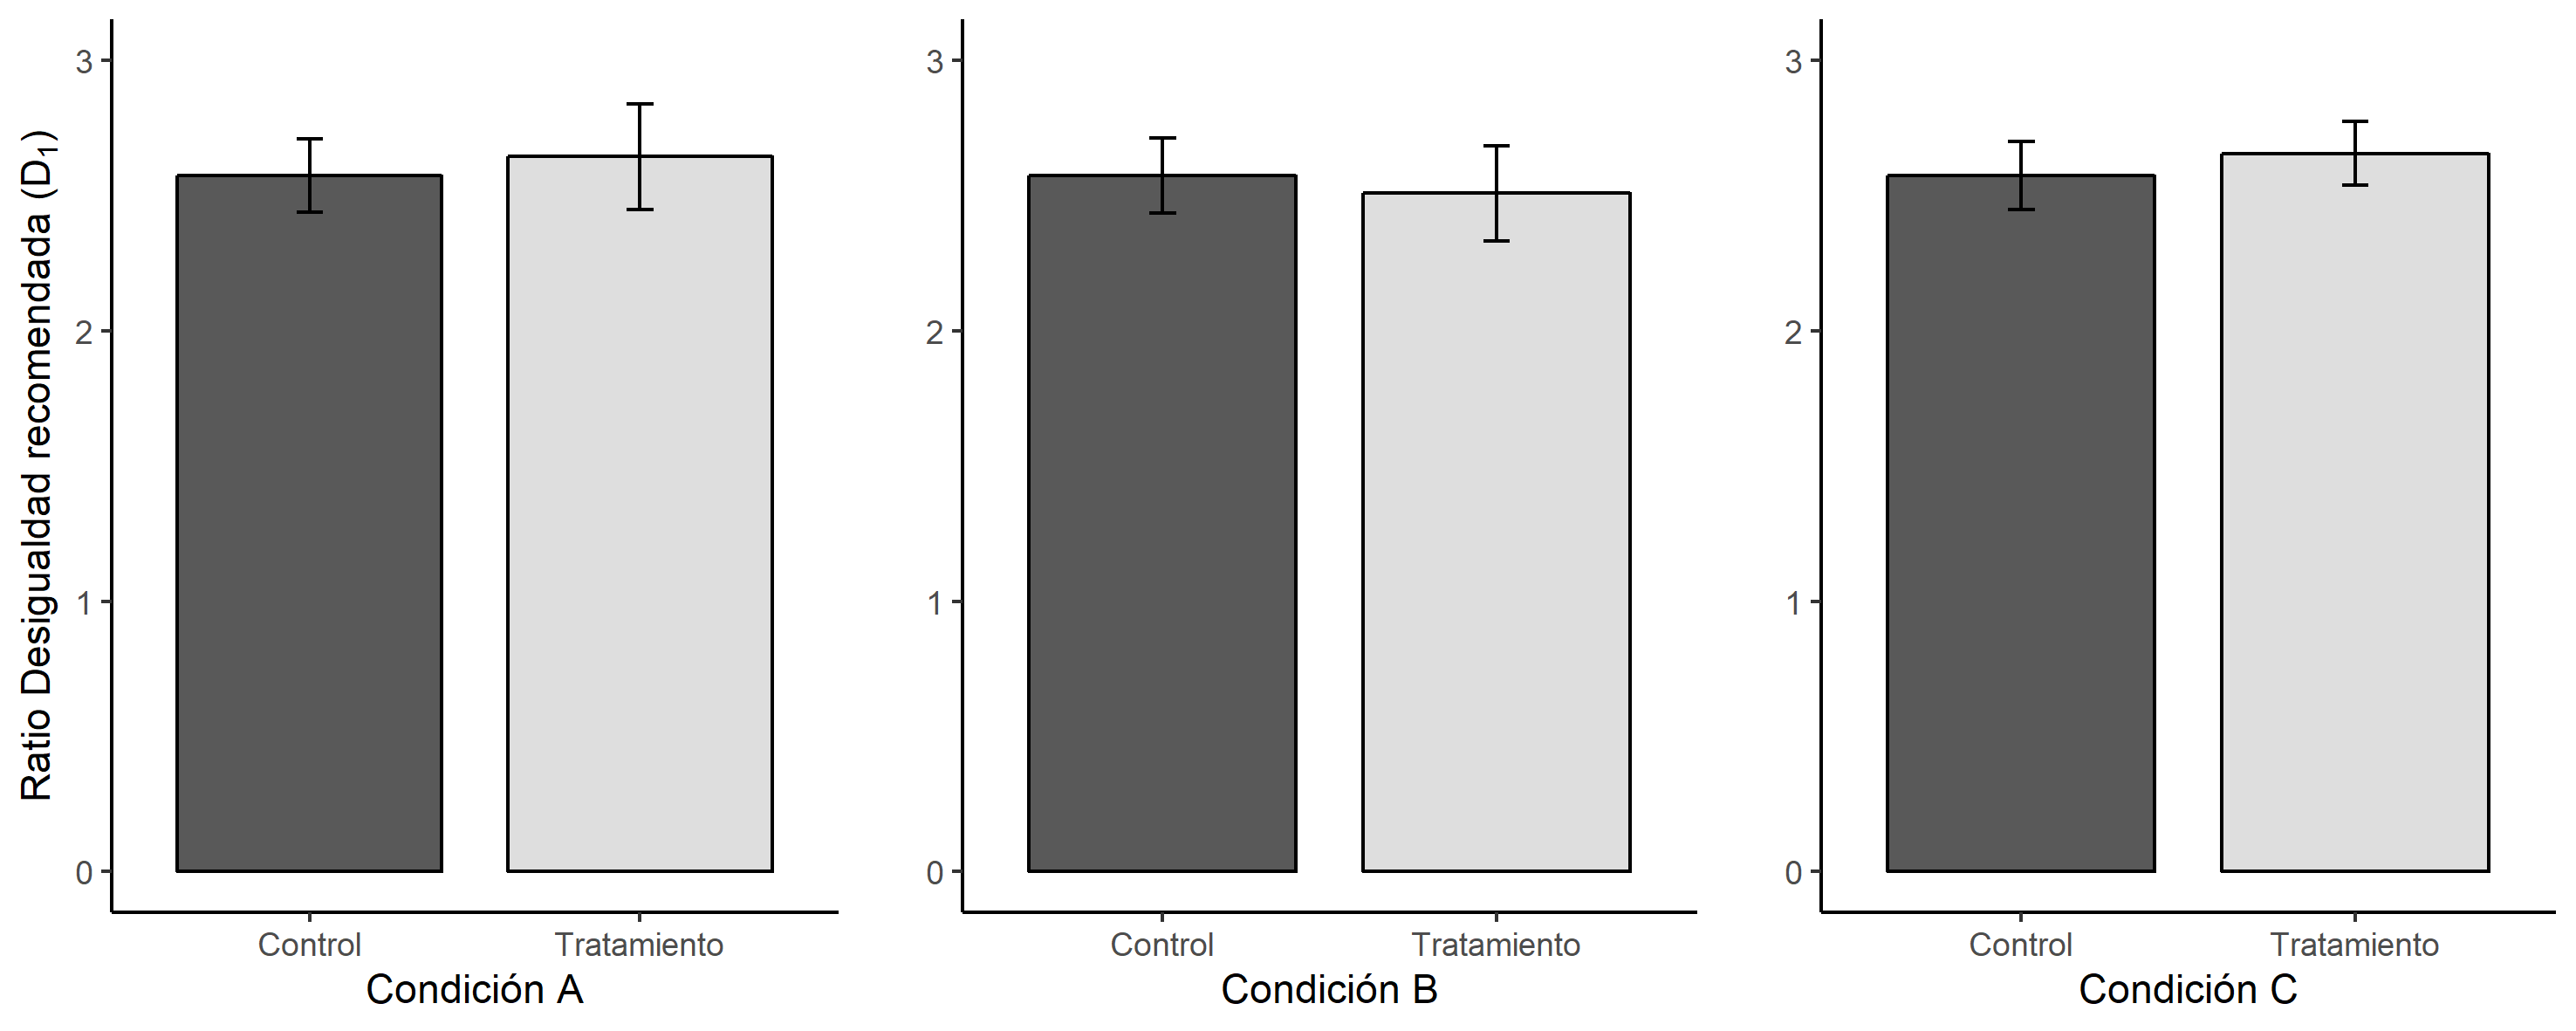 Ratio Desigualdad recomendada (D₁)
3
2
1
0
Control Tratamiento
Condición A
3
2
1
0
Control Tratamiento
Condición B
3
2
1
0
Control Tratamiento
Condición C